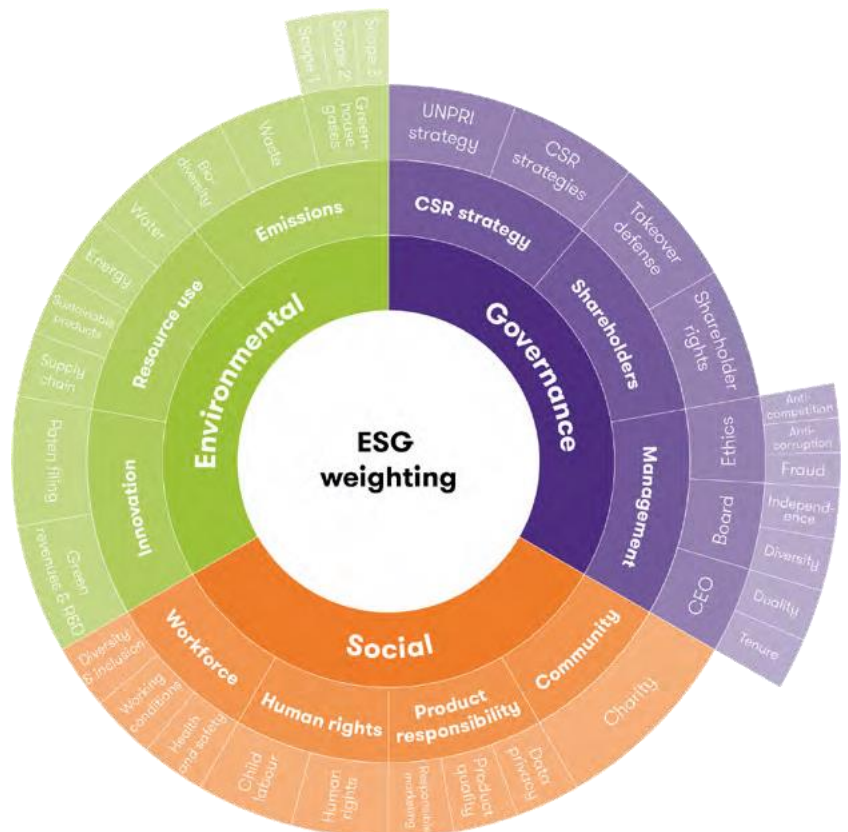 ESG
weighting
Environmental
Emissions
Green-
house
gases
Scope 1
Scope 2
Scope 3
Waste
Bio-
diversity
Resource use
Water
Energy
Sustainable
products
Supply
chain
Innovation
Paten filing
Green
revenues & R&D
Governance
CSR strategy
UNPRI
strategy
CSR
strategies
Shareholders
Takeover
defense
Shareholder
rights
Management
Ethics
Anti-
competition
Anti-
corruption
Fraud
Board
Independ-
ence
Diversity
CEO
Duality
Tenure
Social
Workforce
Diversity
& inclusion
Working
conditions
Health
and safety
Human rights
Child
labour
Human
rights
Product
responsibility
Responsible
marketing
Product
quality
Data
privacy
Community
Charity